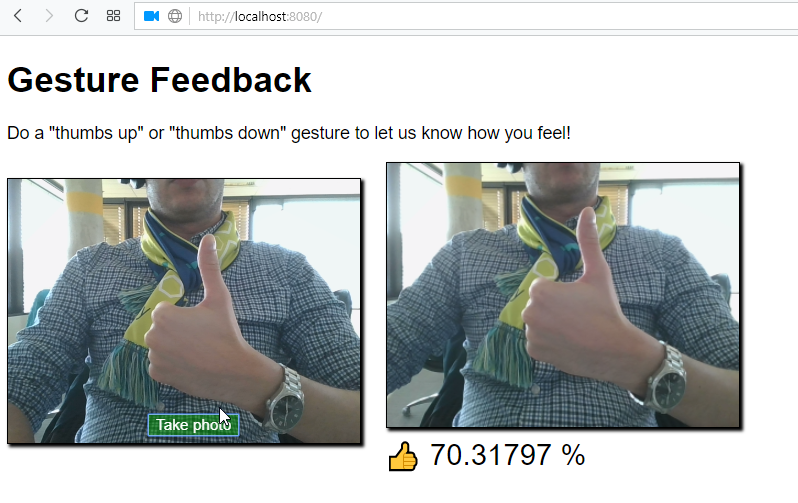 http://localhost:8080/
Gesture Feedback
Do a "thumbs up" or "thumbs down" gesture to let us know how you feel!
Take photo
70.31797 %